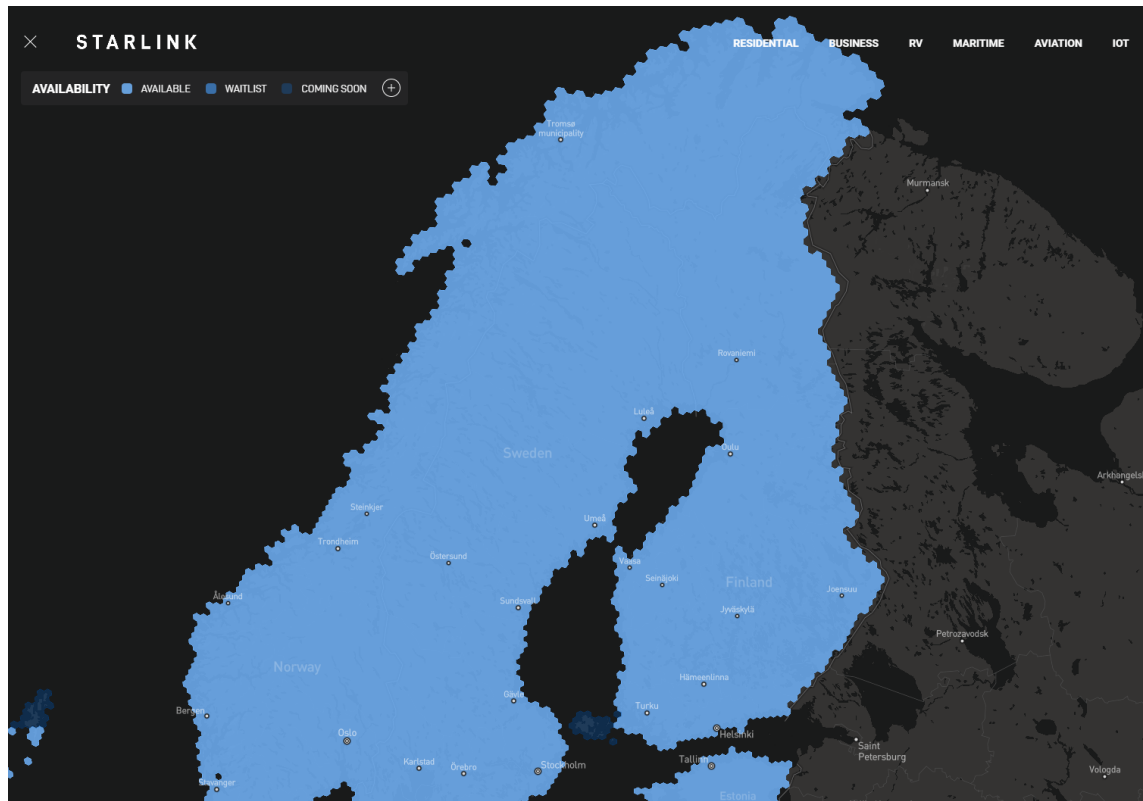 STARLINK
RESIDENTIAL BUSINESS RV MARITIME AVIATION IOT
AVAILABILITY AVAILABLE WAITLIST COMING SOON
Tromsø
municipality
Murmansk
Rovaniemi
Luleå
Sweden
Oulu
Arkhangelsk
Steinkjer
Umeå
Trondheim
Östersund
Vaasa
Seinäjoki
Finland
Ålesund
Sundsvall
Joensuu
Jyväskylä
Petrozavodsk
Norway
Hämeenlinna
Gävle
Bergen
Turku
Oslo
Helsinki
Saint
Petersburg
Karlstad
Örebro
Stockholm
Tallinn
Vologda
Stavanger
Estonia